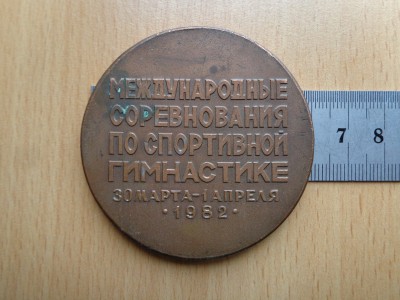 МЕЖДУНАРОДНЫЕ
СОРЕВНОВАНИЯ
ПО СПОРТИВНОЙ
ГИМНАСТИКЕ
30 МАРТА-1 АПРЕЛЯ
·1982·
7 8